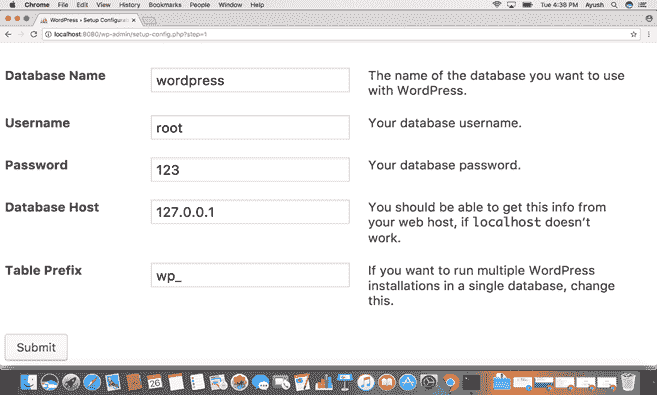 Chrome File Edit View History Bookmarks People Window Help Tue 4:38 PM Ayush
WordPress › Setup Configurat
localhost:8080/wp-admin/setup-config.php?step=1
Database Name wordpress The name of the database you want to use
with WordPress.
Username root Your database username.
Password 123 Your database password.
Database Host 127.0.0.1 You should be able to get this info from
your web host, if localhost doesn't
work.
Table Prefix wp_ If you want to run multiple WordPress
installations in a single database, change
this.
Submit
26